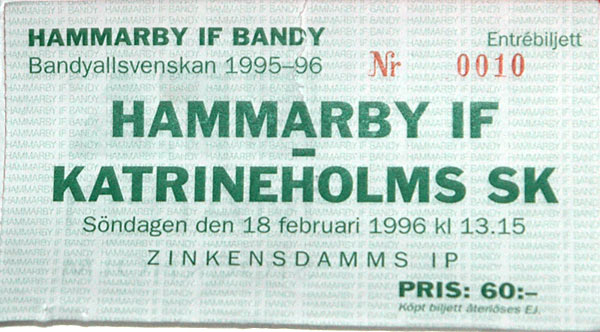 HAMMARBY IF BANDY Entrébiljett
Bandyallsvenskan 1995–96 Nr 0010
HAMMARBY IF
–
KATRINEHOLMS SK
Söndagen den 18 februari 1996 kl 13.15
ZINKENSDAMMS IP
PRIS: 60:–
Köpt biljett återlöses EJ.